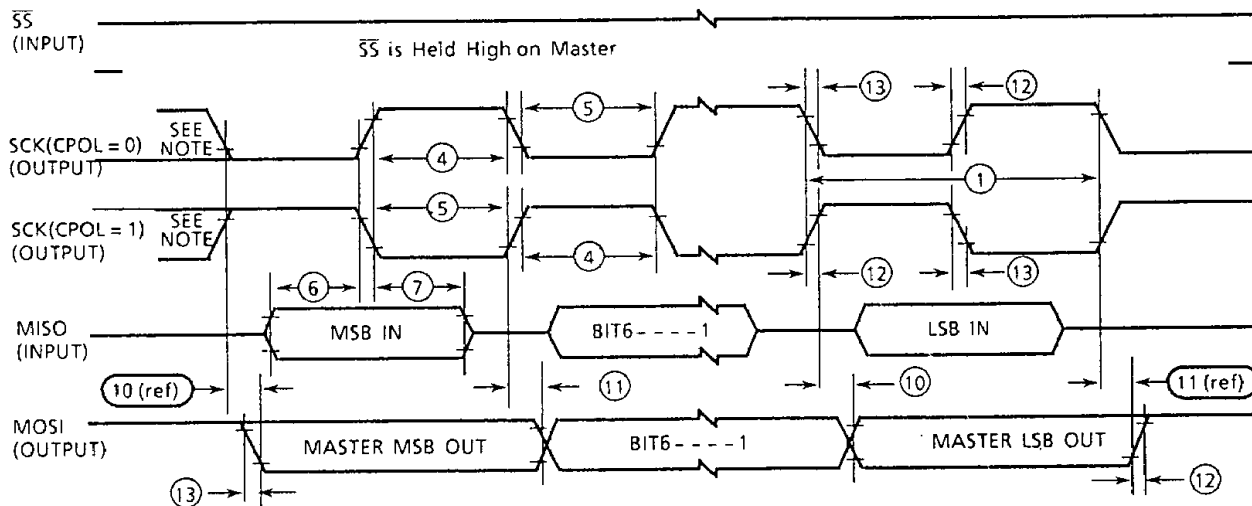 SS
(INPUT)
SS is Held High on Master
13
12
5
SEE
NOTE
SCK(CPOL = 0)
(OUTPUT)
4
1
5
SCK(CPOL = 1)
(OUTPUT)
SEE
NOTE
4
12
13
6
7
MISO
(INPUT)
MSB IN
BIT6----1
LSB IN
10 (ref)
11
10
11 (ref)
MOSI
(OUTPUT)
MASTER MSB OUT
BIT6----1
MASTER LSB OUT
13
12